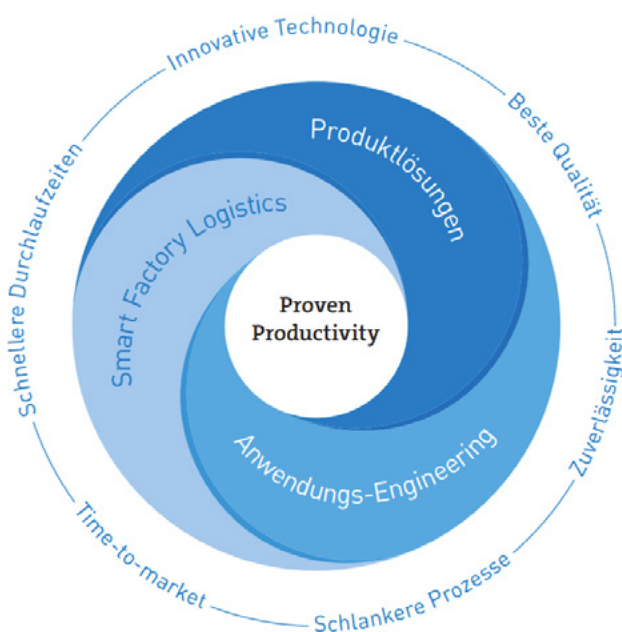 Innovative Technologie
Beste Qualität
Zuverlässigkeit
Schlankere Prozesse
Time-to-market
Schnellere Durchlaufzeiten
Produktlösungen
Anwendungs-Engineering
Smart Factory Logistics
Proven
Productivity